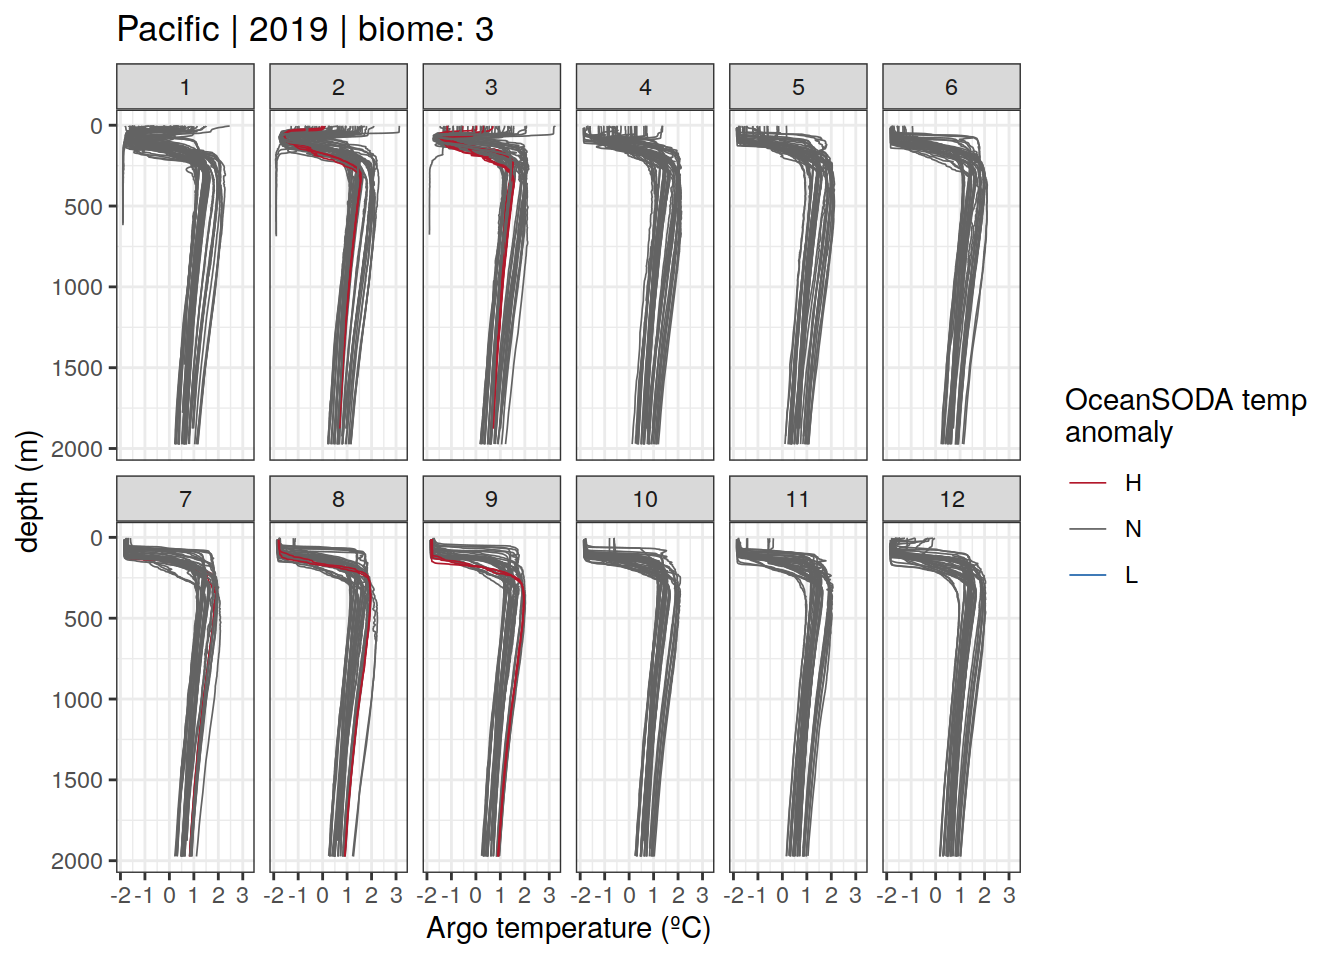 Pacific | 2019 | biome: 3
1 2 3 4 5 6
0
500
1000
1500
2000
7 8 9 10 11 12
0
500
1000
1500
2000
-2 -1 0 1 2 3 -2 -1 0 1 2 3 -2 -1 0 1 2 3 -2 -1 0 1 2 3 -2 -1 0 1 2 3 -2 -1 0 1 2 3
Argo temperature (ºC)
depth (m)
OceanSODA temp
anomaly
H
N
L